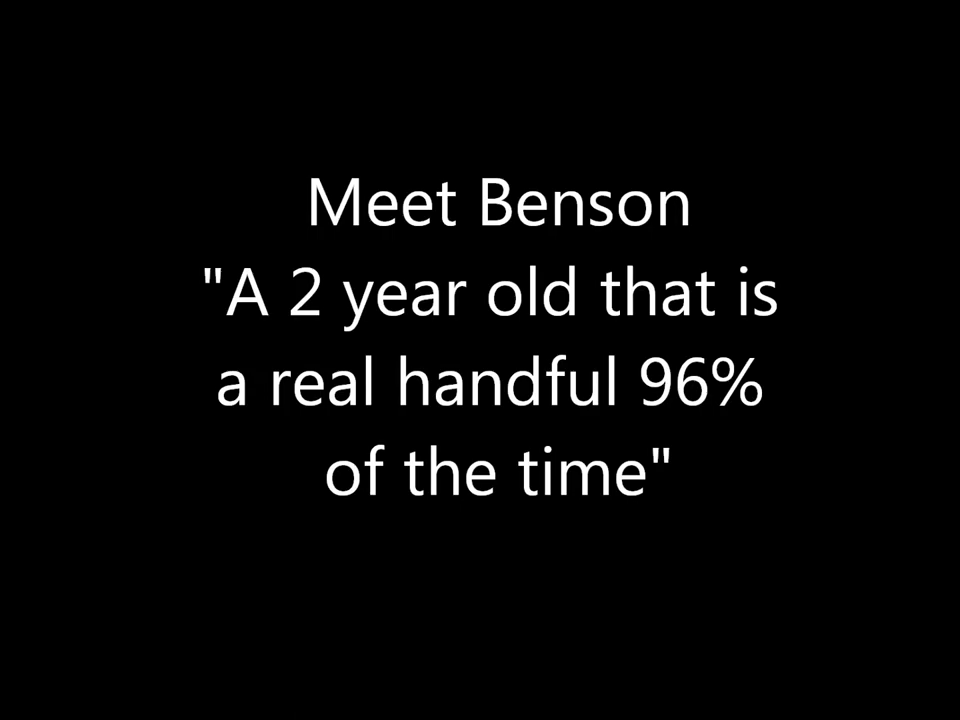 Meet Benson
"A 2 year old that is
a real handful 96%
of the time"